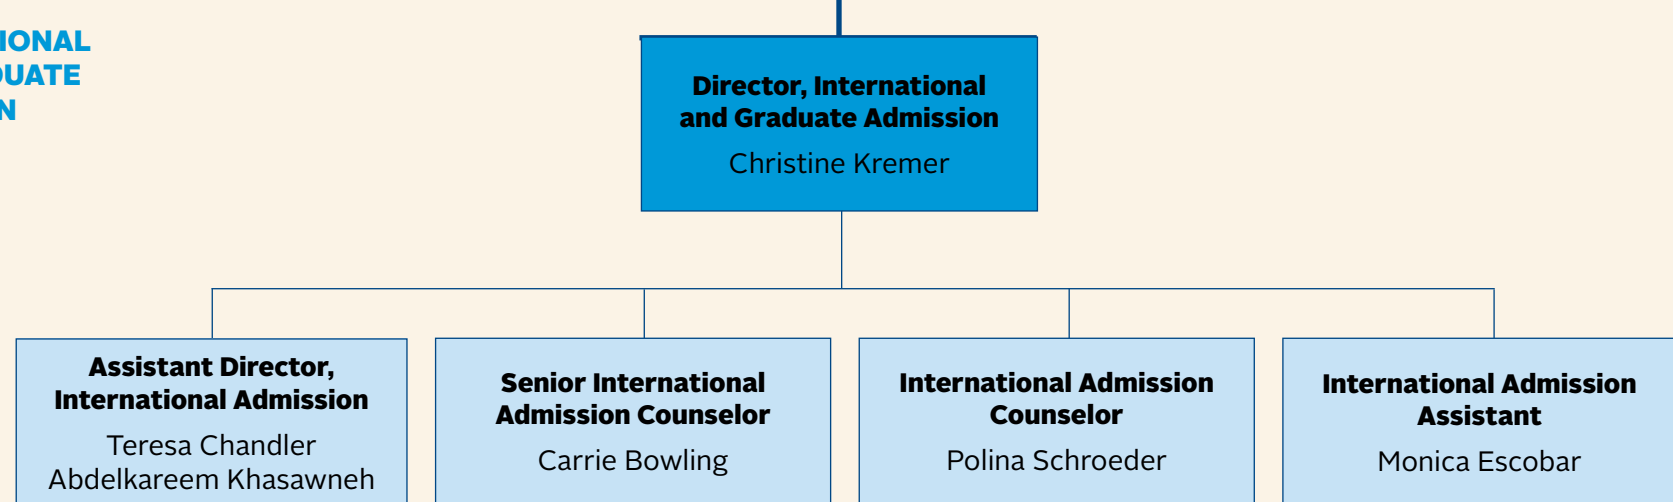 IONAL
DUATE
N
Director, International
and Graduate Admission
Christine Kremer
Assistant Director,
International Admission
Teresa Chandler
Abdelkareem Khasawneh
Senior International
Admission Counselor
Carrie Bowling
International Admission
Counselor
Polina Schroeder
International Admission
Assistant
Monica Escobar